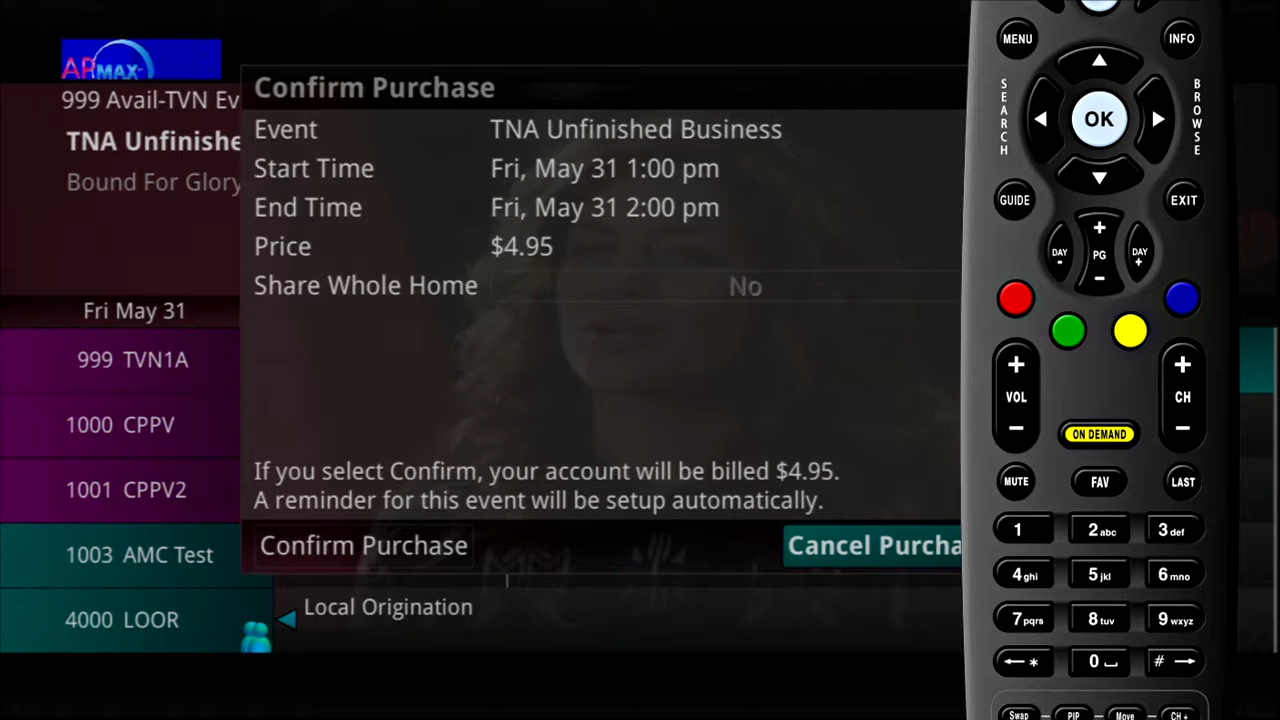 APMAX
999 Avail-TVN Ev
TNA Unfinishe
Bound For Glory
Fri May 31
999 TVN1A
1000 CPPV
1001 CPPV2
1003 AMC Test
4000 LOOR
Local Origination
Confirm Purchase
Event TNA Unfinished Business
Start Time Fri, May 31 1:00 pm
End Time Fri, May 31 2:00 pm
Price $4.95
Share Whole Home No
If you select Confirm, your account will be billed $4.95.
A reminder for this event will be setup automatically.
Confirm Purchase Cancel Purcha
MENU INFO
SEARCH OK BROWSE
GUIDE EXIT
+
DAY - PG DAY +
-
+ +
VOL CH
- -
ON DEMAND
MUTE FAV LAST
1 2abc 3def
4ghi 5jkl 6mno
7pqrs 8tuv 9wxyz
←* 0 # →
Swap PIP Move CH+